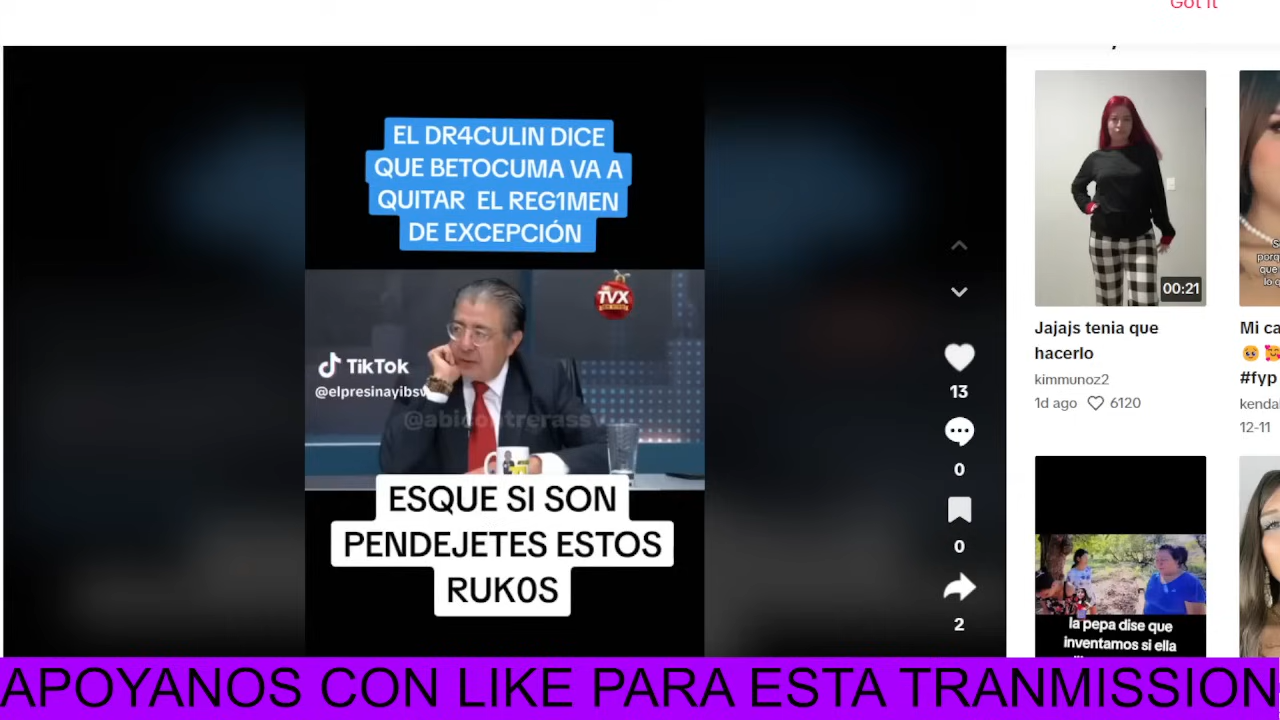 Got it
EL DR4CULIN DICE
QUE BETOCUMA VA A
QUITAR EL REG1MEN
DE EXCEPCIÓN
TVX
TikTok
@elpresinayibsv
@abicontrerassv
ESQUE SI SON
PENDEJETES ESTOS
RUK0S
13
0
0
2
00:21
Jajajs tenia que
hacerlo
kimmunoz2
1d ago 6120
Mi ca
#fyp
kendal
12-11
la pepa dise que
inventamos si ella
APOYANOS CON LIKE PARA ESTA TRANMISSION